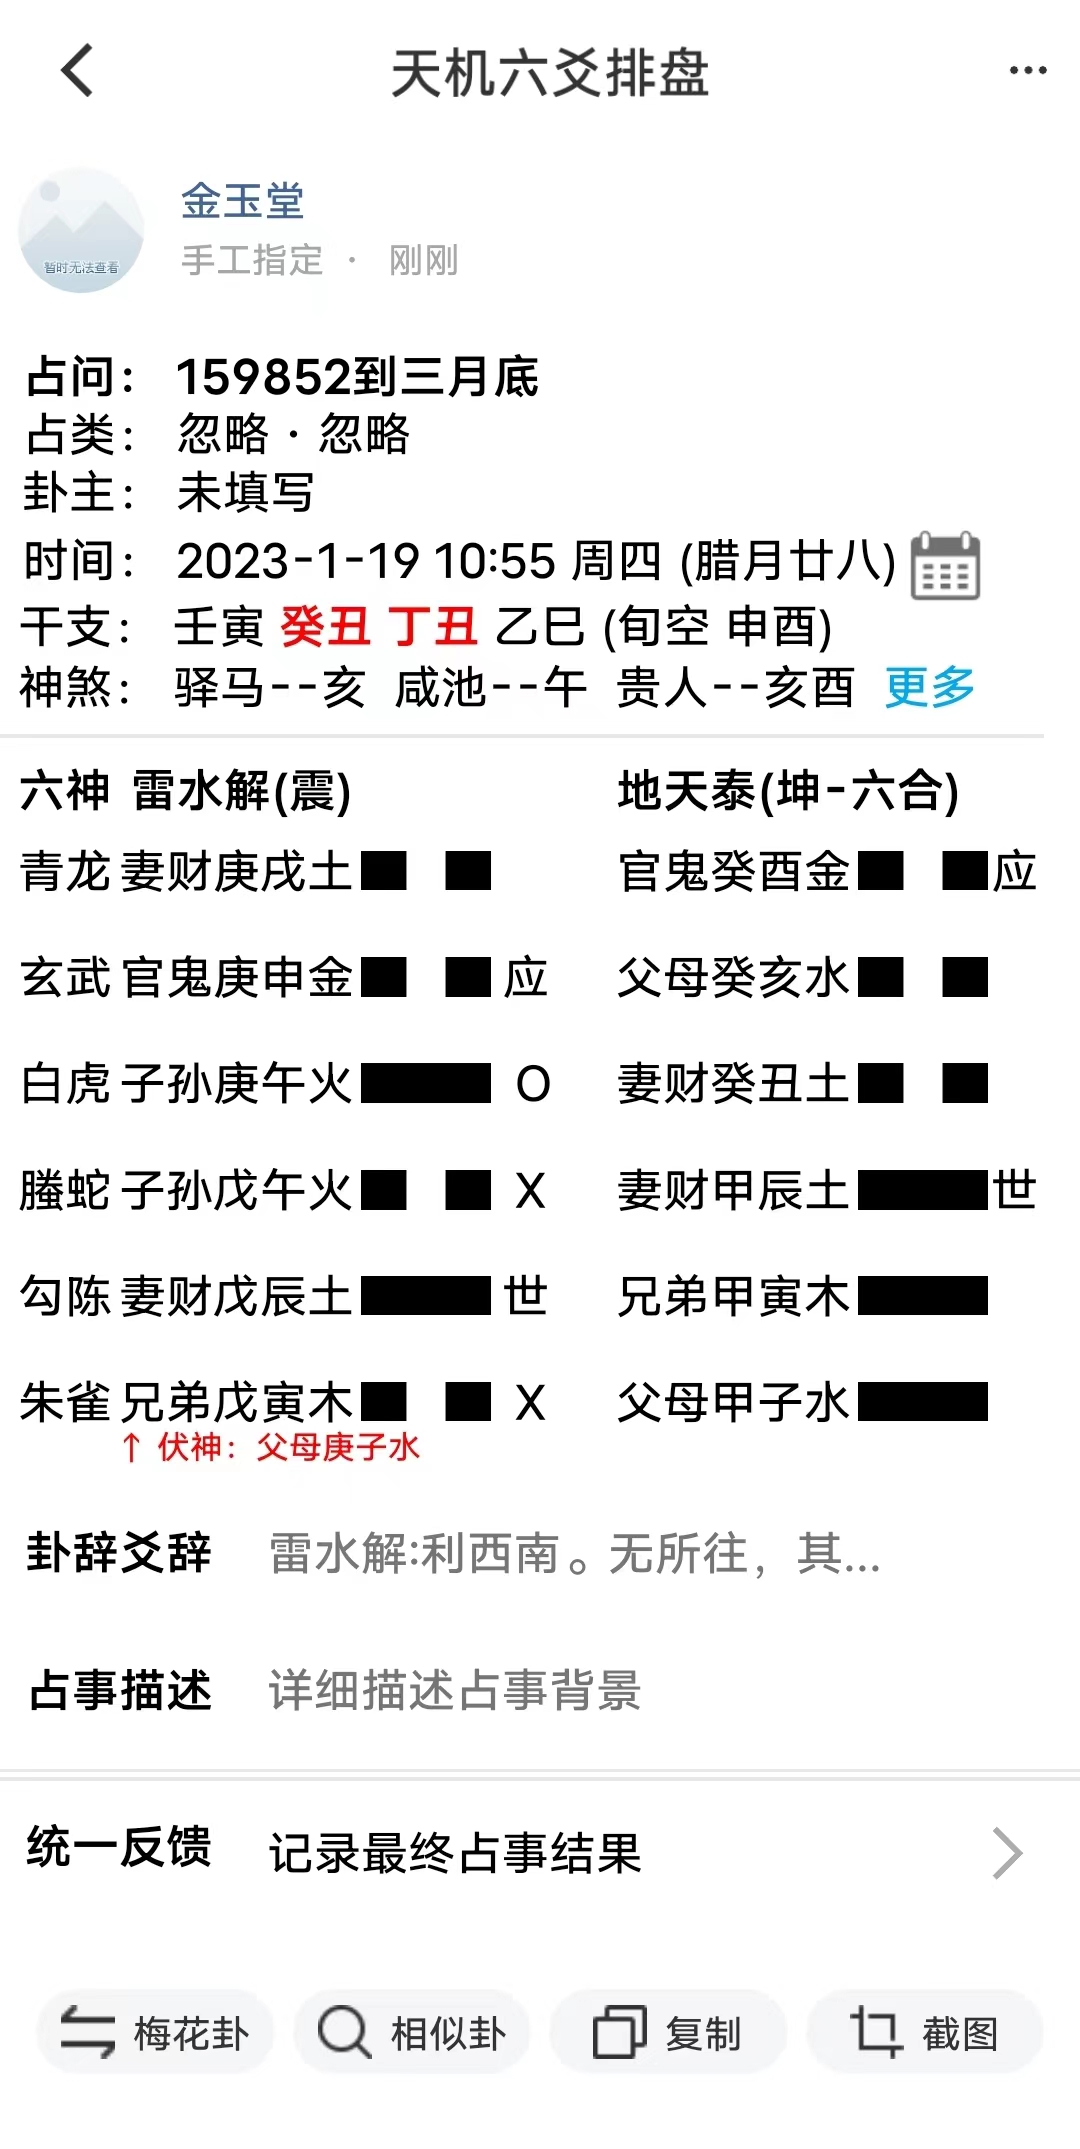 天机六爻排盘
暂时无法查看
金玉堂
手工指定 · 刚刚
占问： 159852到三月底
占类： 忽略 · 忽略
卦主： 未填写
时间： 2023-1-19 10:55 周四 (腊月廿八)
干支： 壬寅 癸丑 丁丑 乙巳 (旬空 申酉)
神煞： 驿马--亥 咸池--午 贵人--亥酉 更多
六神 雷水解(震) 地天泰(坤-六合)
青龙 妻财庚戌土 官鬼癸酉金 应
玄武 官鬼庚申金 应 父母癸亥水
白虎 子孙庚午火 O 妻财癸丑土
螣蛇 子孙戊午火 X 妻财甲辰土 世
勾陈 妻财戊辰土 世 兄弟甲寅木
朱雀 兄弟戊寅木 X 父母甲子水
↑ 伏神：父母庚子水
卦辞爻辞 雷水解:利西南。无所往，其...
占事描述 详细描述占事背景
统一反馈 记录最终占事结果
梅花卦 相似卦 复制 截图